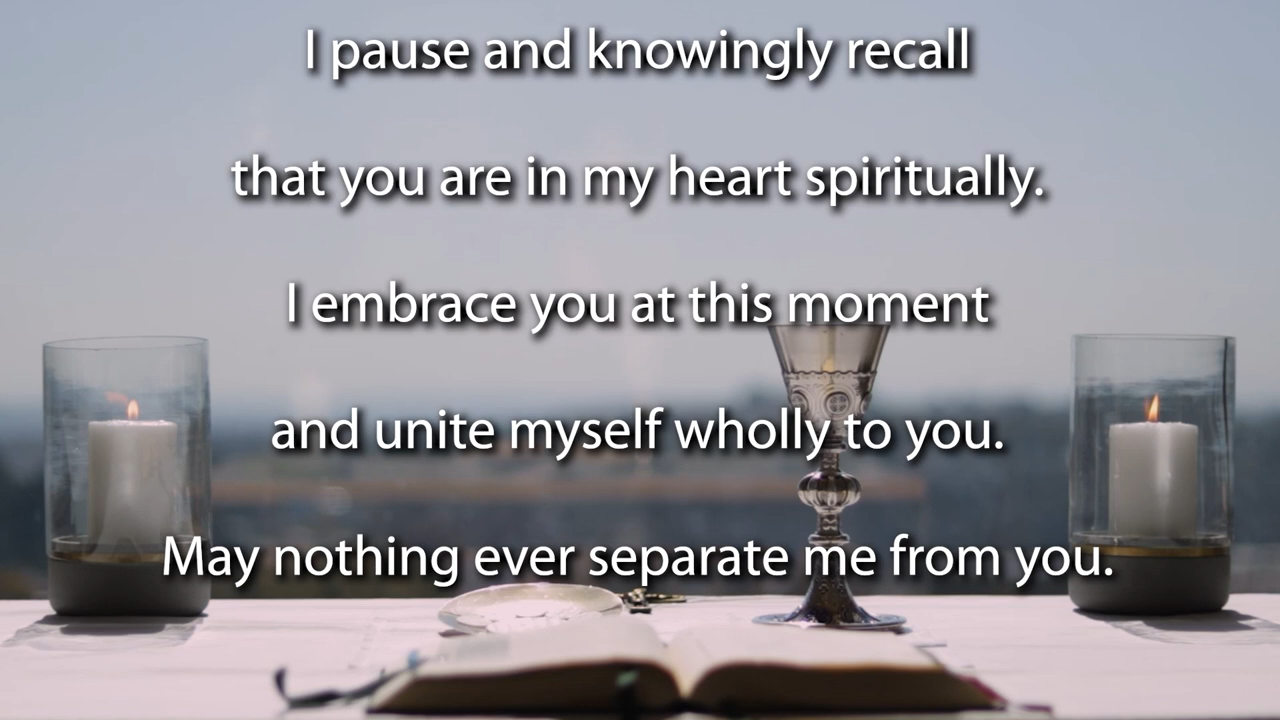 I pause and knowingly recall
that you are in my heart spiritually.
I embrace you at this moment
and unite myself wholly to you.
May nothing ever separate me from you.